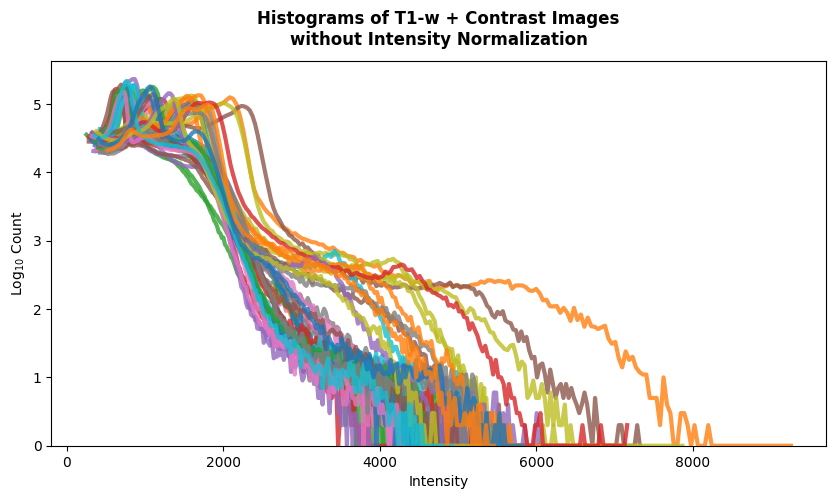 Histograms of T1-w + Contrast Images
without Intensity Normalization
Log₁₀ Count
5
4
3
2
1
0
0 2000 4000 6000 8000
Intensity